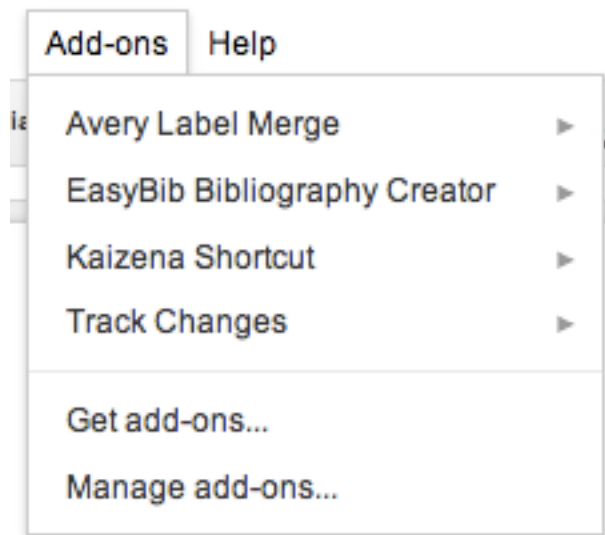 Add-ons Help
Avery Label Merge
EasyBib Bibliography Creator
Kaizena Shortcut
Track Changes
Get add-ons...
Manage add-ons...